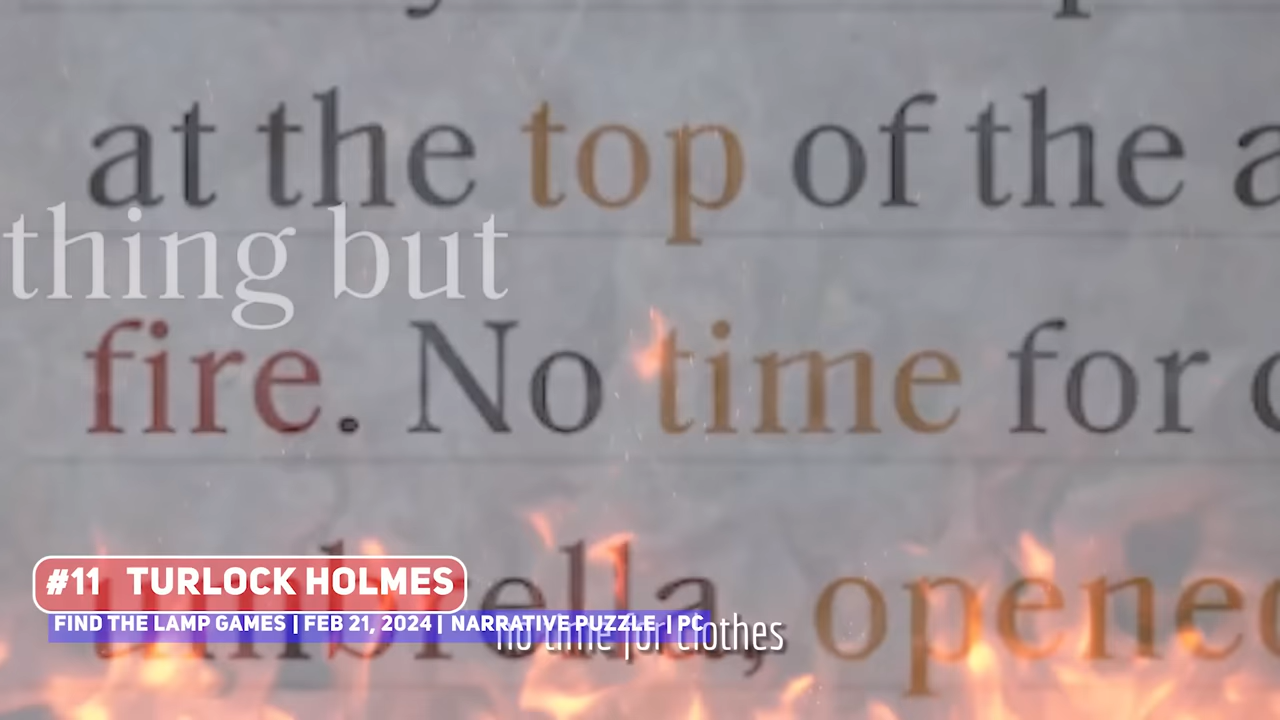 at the top of the a
thing but
fire. No time for c
#11 TURLOCK HOLMES
umbrella, opened
FIND THE LAMP GAMES | FEB 21, 2024 | NARRATIVE PUZZLE | PC
no time for clothes